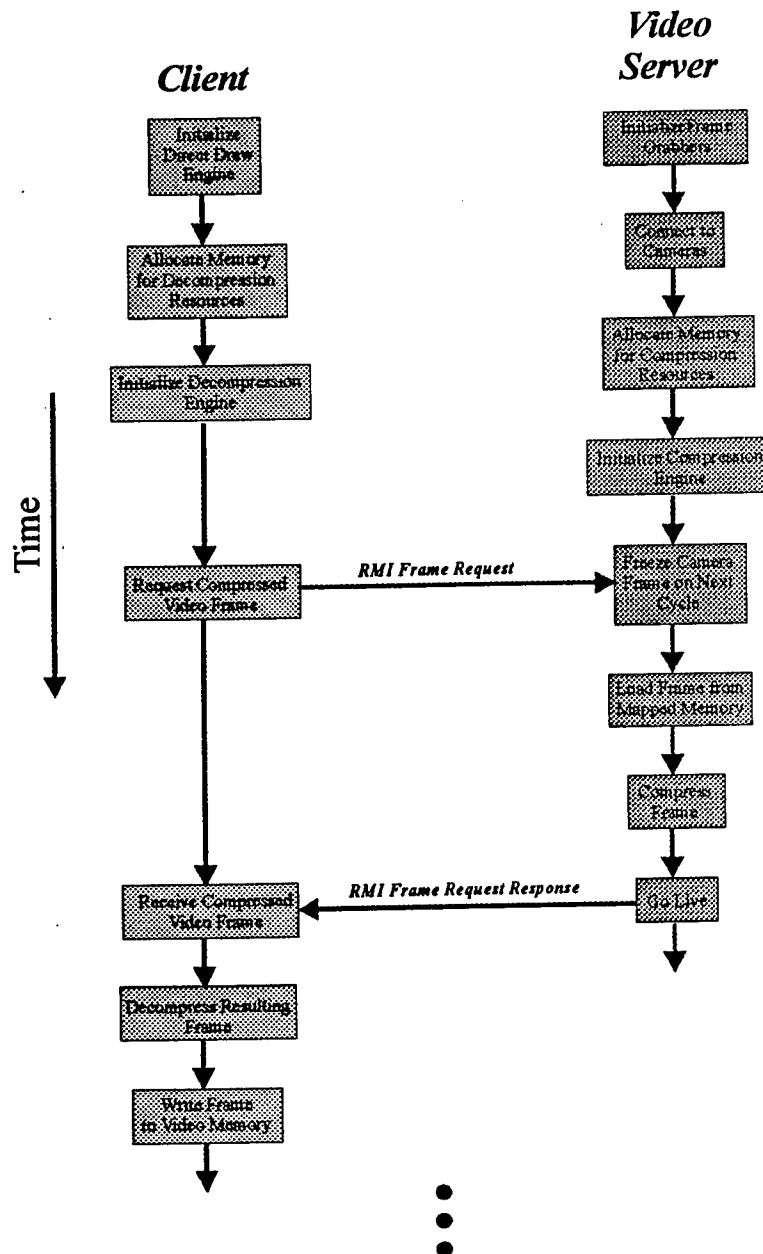 Client
Video
Server
Initialize
Direct Draw
Engine
Allocate Memory
for Decompression
Resources
Initialize Decompression
Engine
Request Compressed
Video Frame
Receive Compressed
Video Frame
Decompress Resulting
Frame
Write Frame
to Video Memory
Time
RMI Frame Request
RMI Frame Request Response
Initialize Frame
Grabbers
Connect to
Cameras
Allocate Memory
for Compression
Resources
Initialize Compression
Engine
Freeze Camera
Frame on Next
Cycle
Load Frame from
Mapped Memory
Compress
Frame
Go Live